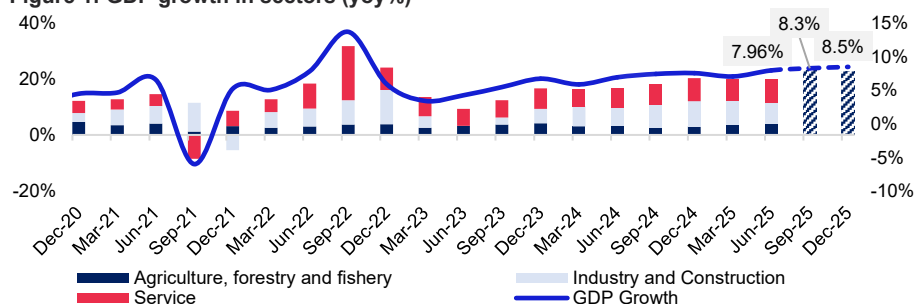 Figure 1: GDP growth in sectors (yoy%)
40%
20%
0%
-20%
15%
10%
5%
0%
-5%
-10%
7.96%
8.3%
8.5%
Dec-20
Mar-21
Jun-21
Sep-21
Dec-21
Mar-22
Jun-22
Sep-22
Dec-22
Mar-23
Jun-23
Sep-23
Dec-23
Mar-24
Jun-24
Sep-24
Dec-24
Mar-25
Jun-25
Sep-25
Dec-25
Agriculture, forestry and fishery
Industry and Construction
Service
GDP Growth